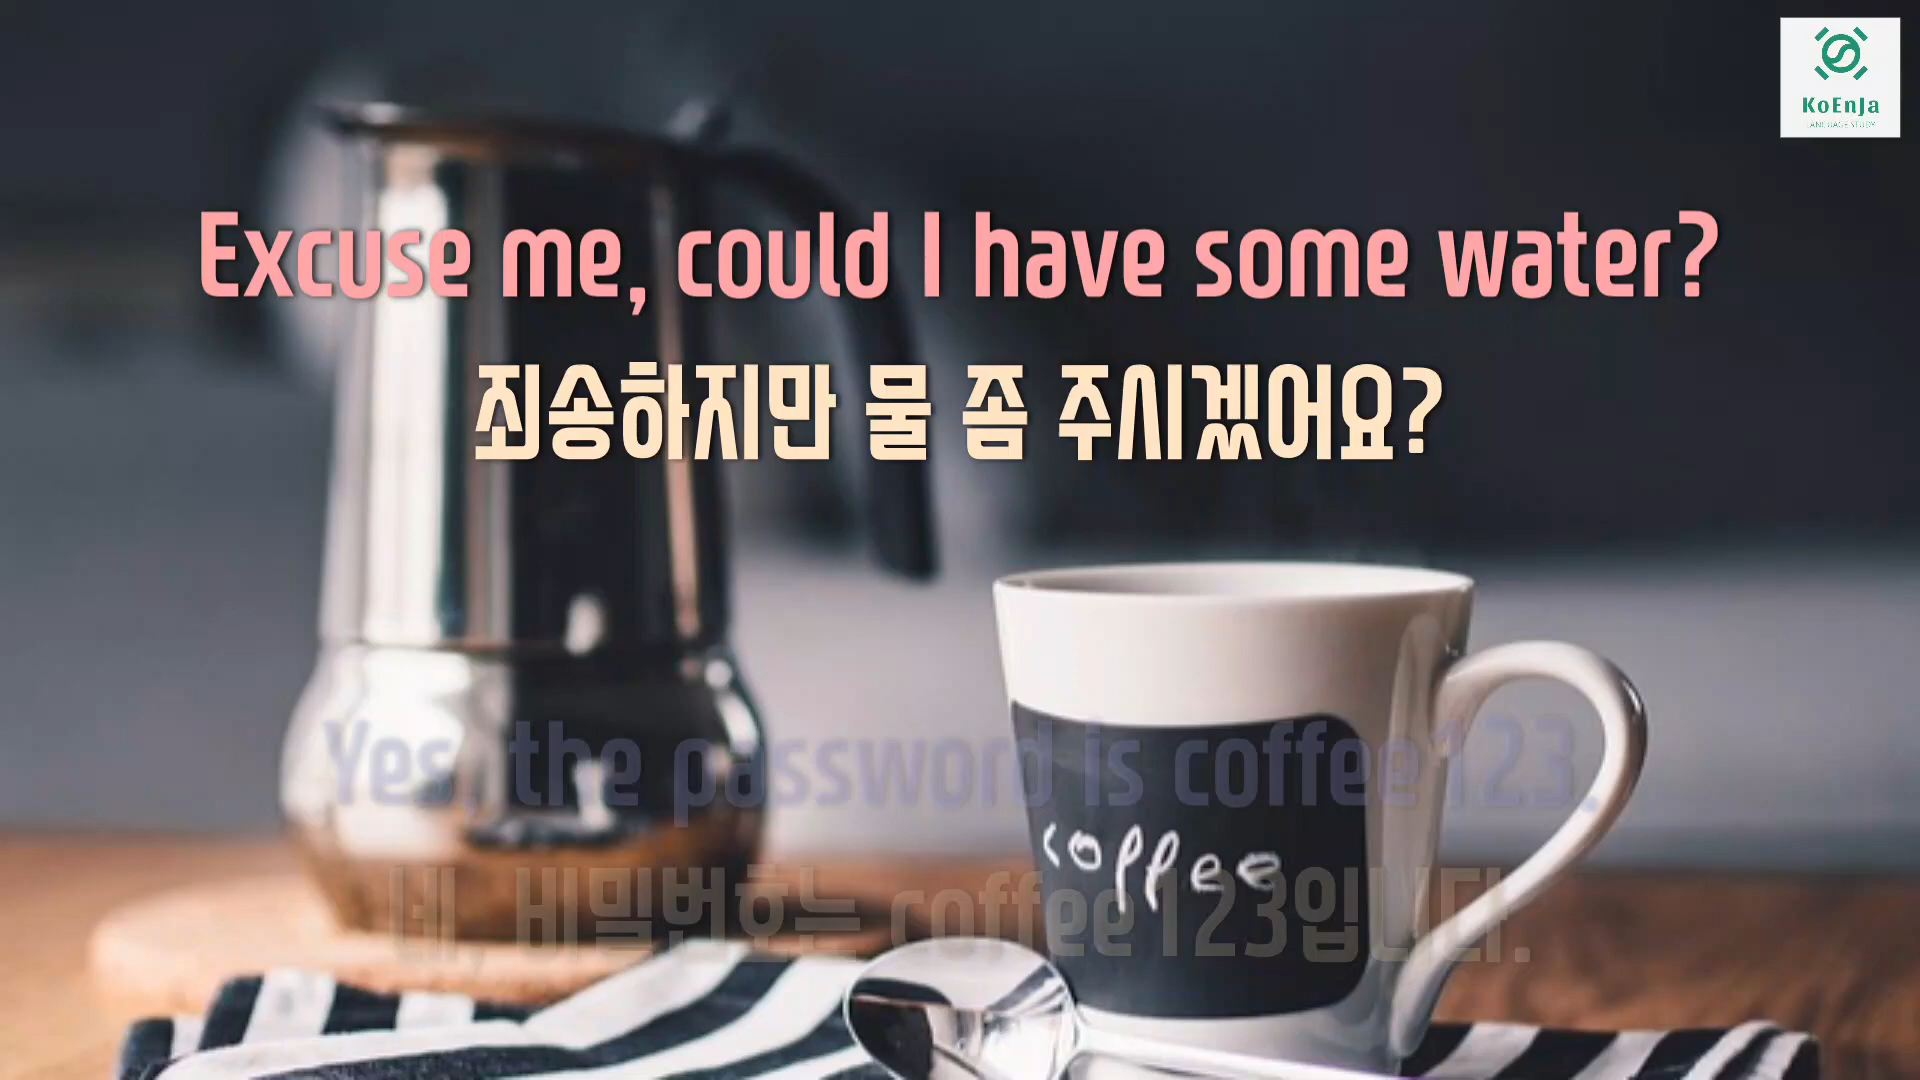 KoEnJa
LANGUAGE STUDY
Excuse me, could I have some water?
죄송하지만 물 좀 주시겠어요?
Yes, the password is coffee123.
coffee
네, 비밀번호는 coffee123입니다.